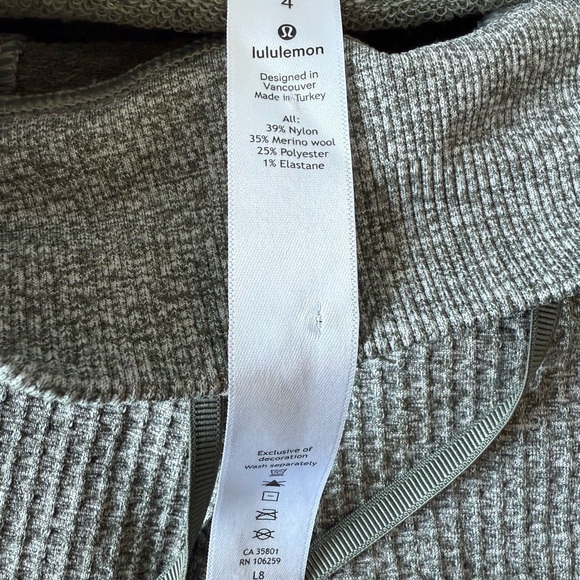 4
lululemon
Designed in
Vancouver
Made in Turkey
All:
39% Nylon
35% Merino wool
25% Polyester
1% Elastane
Exclusive of
decoration
Wash separately
CA 35801
RN 106259
L8